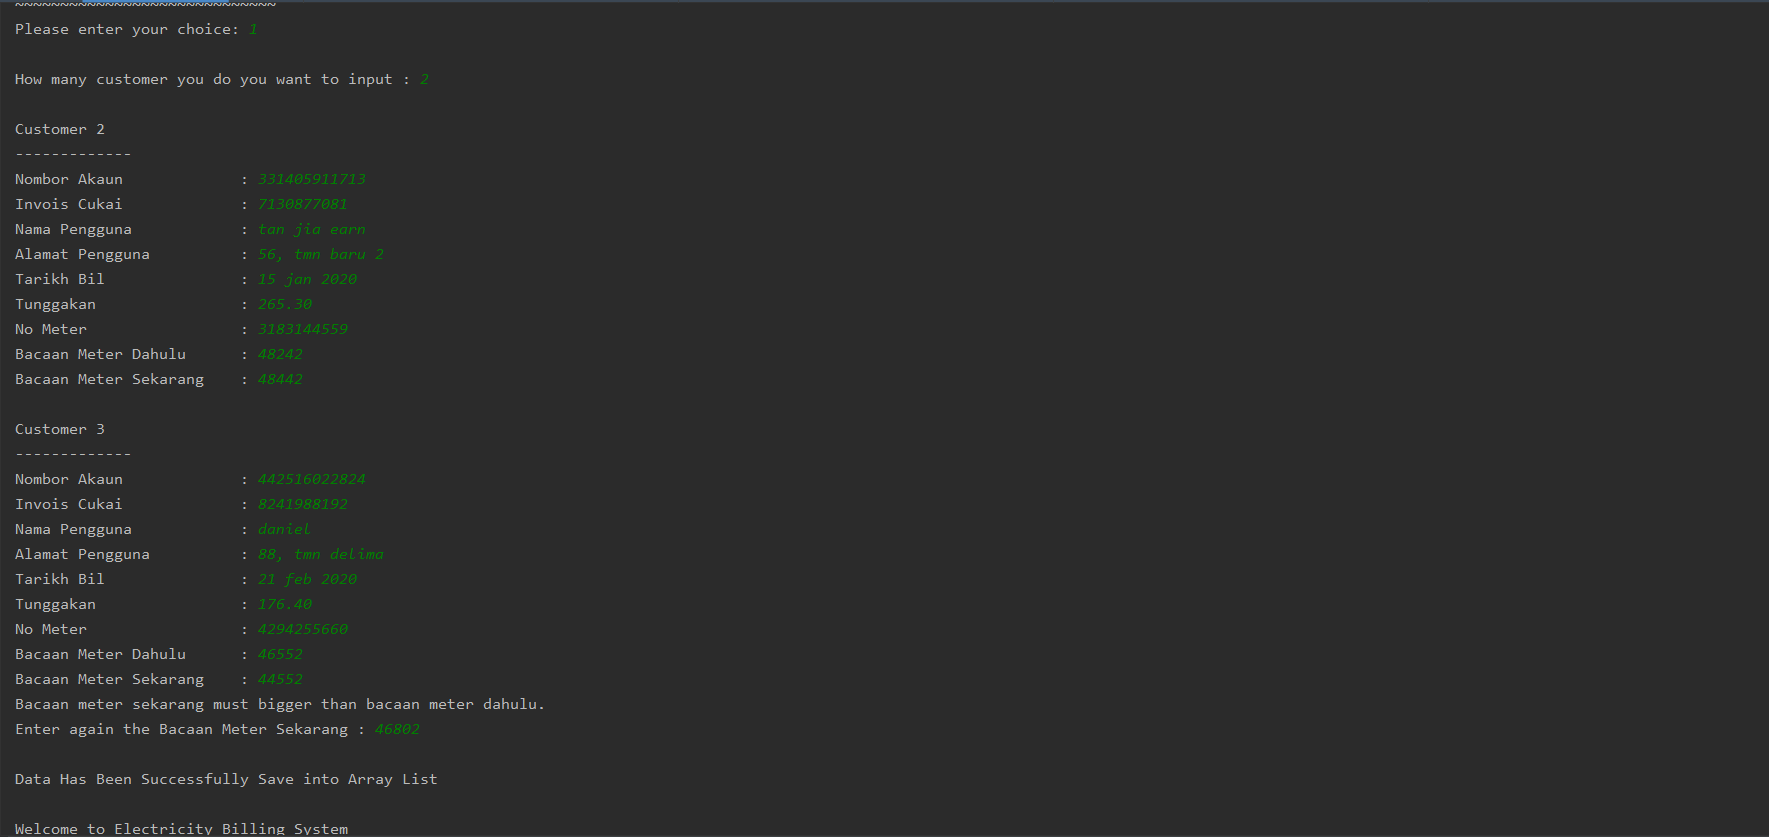 Please enter your choice: 1
How many customer you do you want to input : 2
Customer 2
-------------
Nombor Akaun : 331405911713
Invois Cukai : 7130877081
Nama Pengguna : tan jia earn
Alamat Pengguna : 56, tmn baru 2
Tarikh Bil : 15 jan 2020
Tunggakan : 265.30
No Meter : 3183144559
Bacaan Meter Dahulu : 48242
Bacaan Meter Sekarang : 48442
Customer 3
-------------
Nombor Akaun : 442516022824
Invois Cukai : 8241988192
Nama Pengguna : daniel
Alamat Pengguna : 88, tmn delima
Tarikh Bil : 21 feb 2020
Tunggakan : 176.40
No Meter : 4294255660
Bacaan Meter Dahulu : 46552
Bacaan Meter Sekarang : 44552
Bacaan meter sekarang must bigger than bacaan meter dahulu.
Enter again the Bacaan Meter Sekarang : 46802
Data Has Been Successfully Save into Array List
Welcome to Electricity Billing System